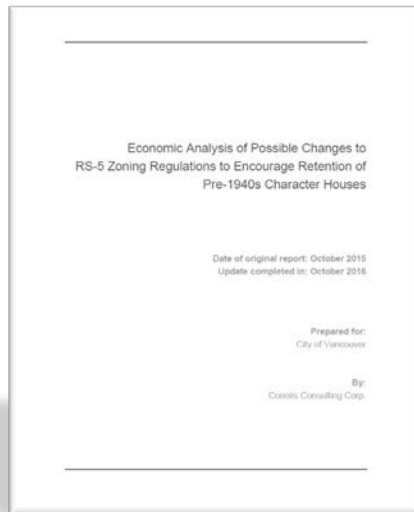 Economic Analysis of Possible Changes to
RS-5 Zoning Regulations to Encourage Retention of
Pre-1940s Character Houses
Date of original report: October 2015
Update completed in: October 2016
Prepared for:
City of Vancouver
By:
Coriolis Consulting Corp.